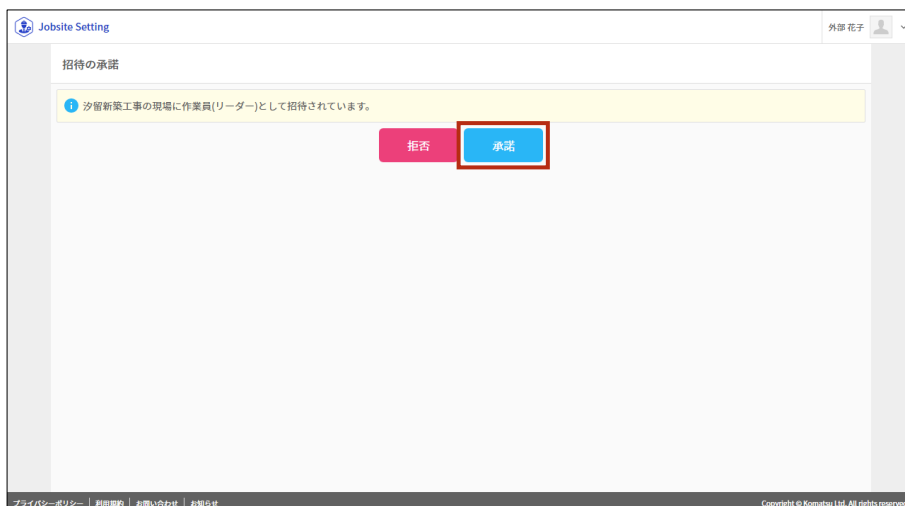 Jobsite Setting
外部 花子
招待の承諾
汐留新築工事の現場に作業員(リーダー)として招待されています。
拒否
承諾
プライバシーポリシー | 利用規約 | お問い合わせ | お知らせ
Copyright © Komatsu Ltd. All rights reserved